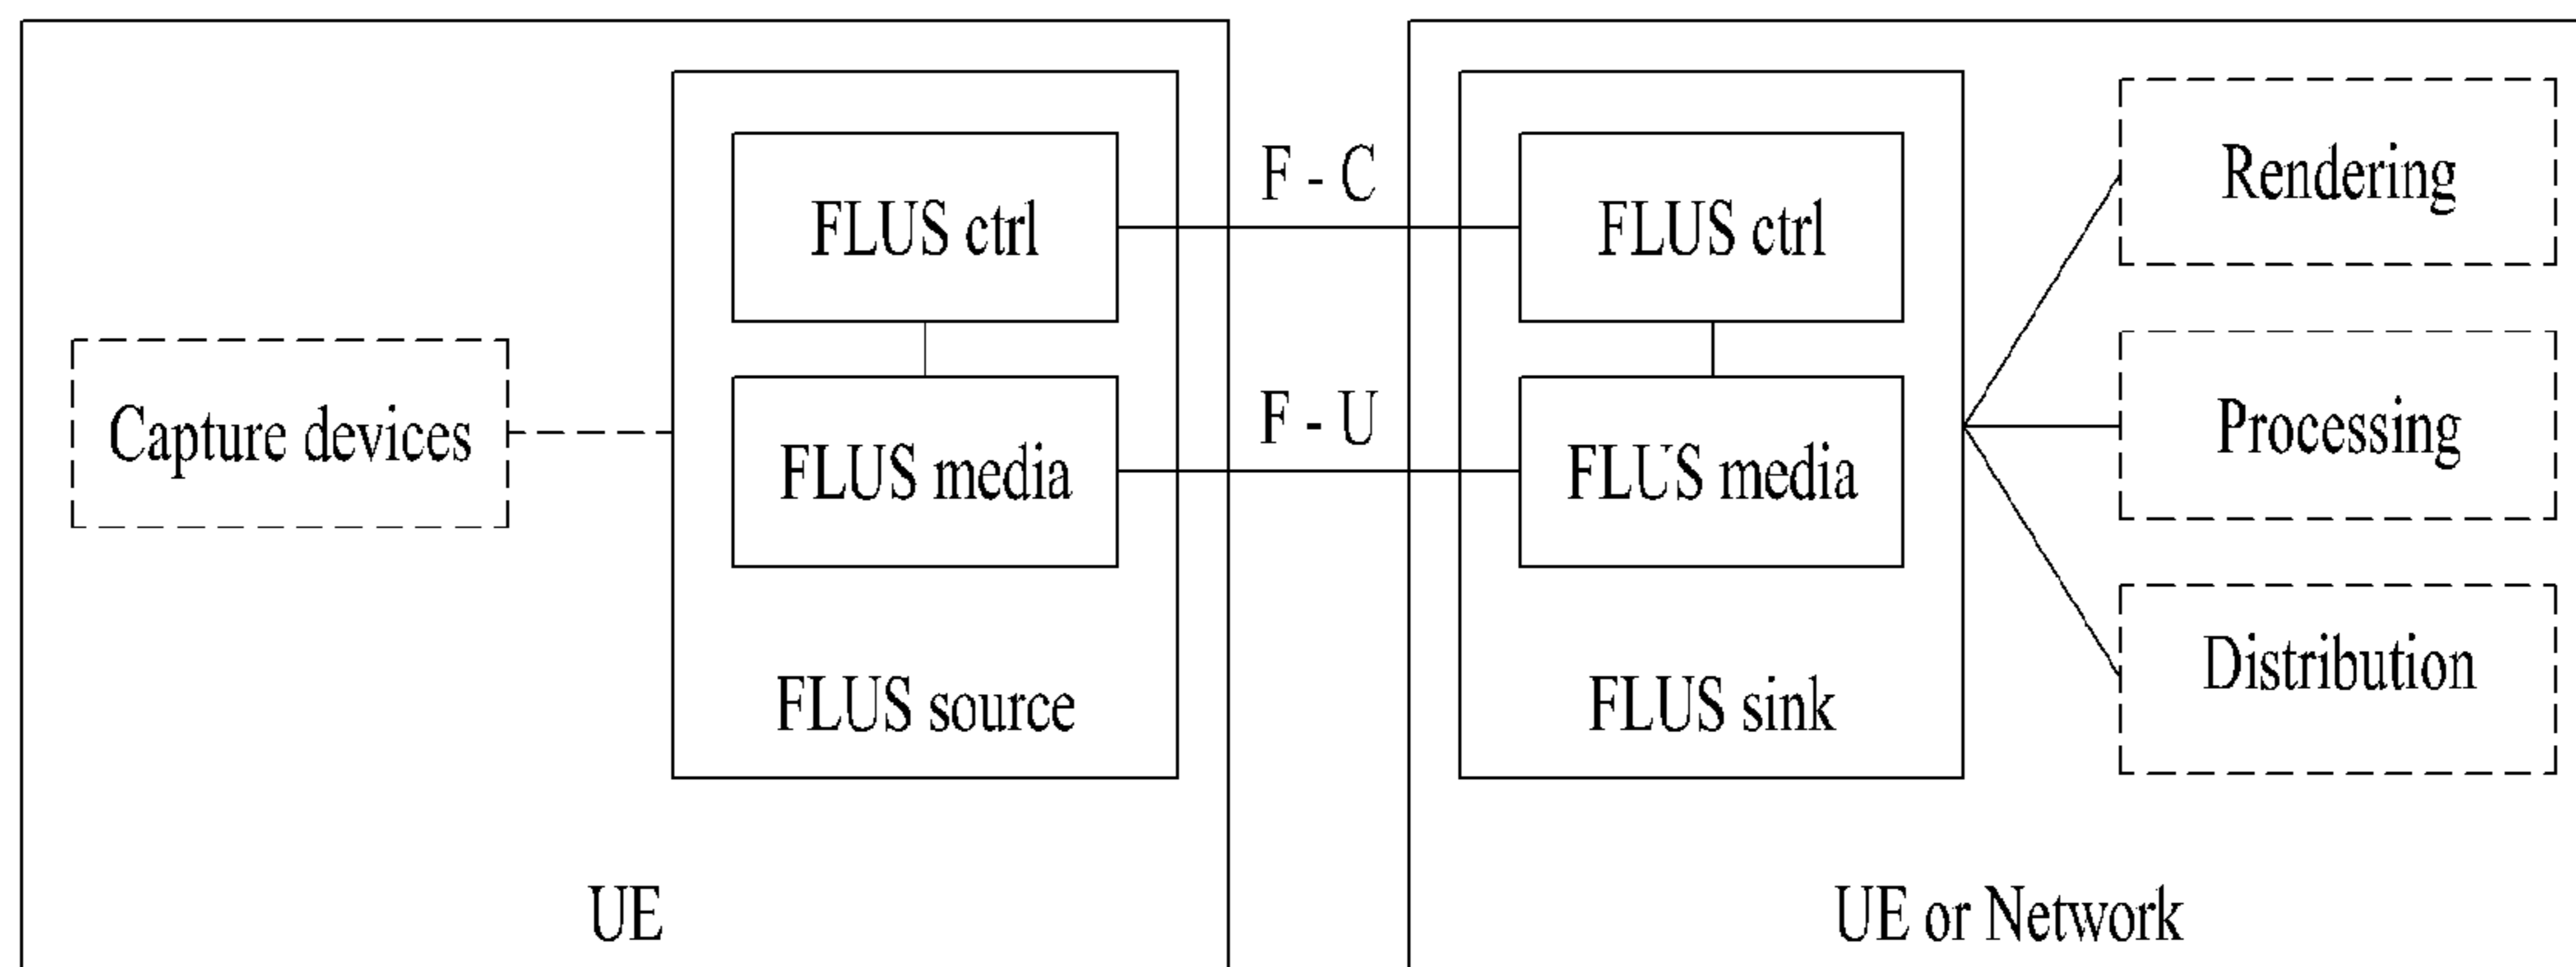 Capture devices
FLUS ctrl
FLUS media
FLUS source
UE
F - C
F - U
FLUS ctrl
FLUS media
FLUS sink
Rendering
Processing
Distribution
UE or Network